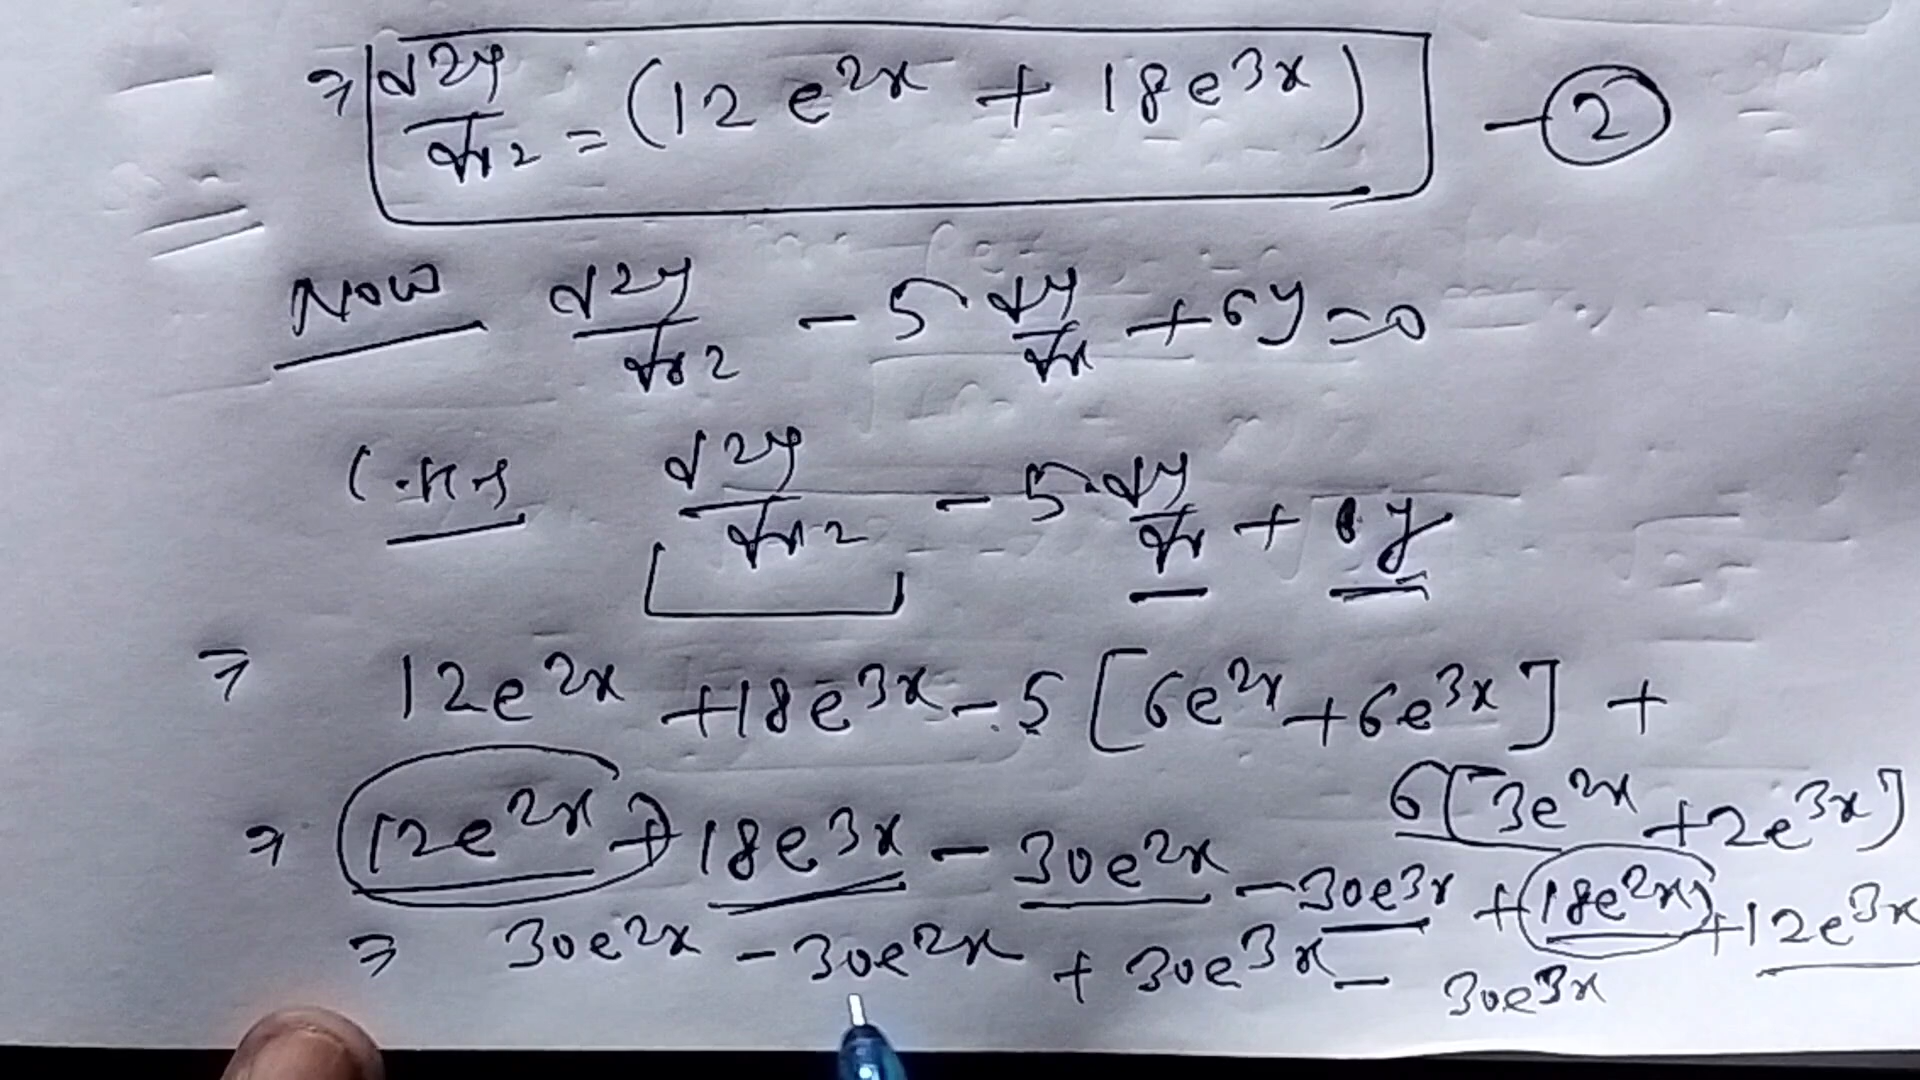 ⇒ d2y/dx2 = (12e^2x + 18e^3x) - ②
Now d2y/dx2 - 5 dy/dx + 6y = 0
L.H.S d2y/dx2 - 5 dy/dx + 6y
⇒ 12e^2x + 18e^3x - 5 [6e^2x + 6e^3x] +
6[3e^2x + 2e^3x]
⇒ 12e^2x + 18e^3x - 30e^2x - 30e^3x + 18e^2x + 12e^3x
⇒ 30e^2x - 30e^2x + 30e^3x -
30e^3x